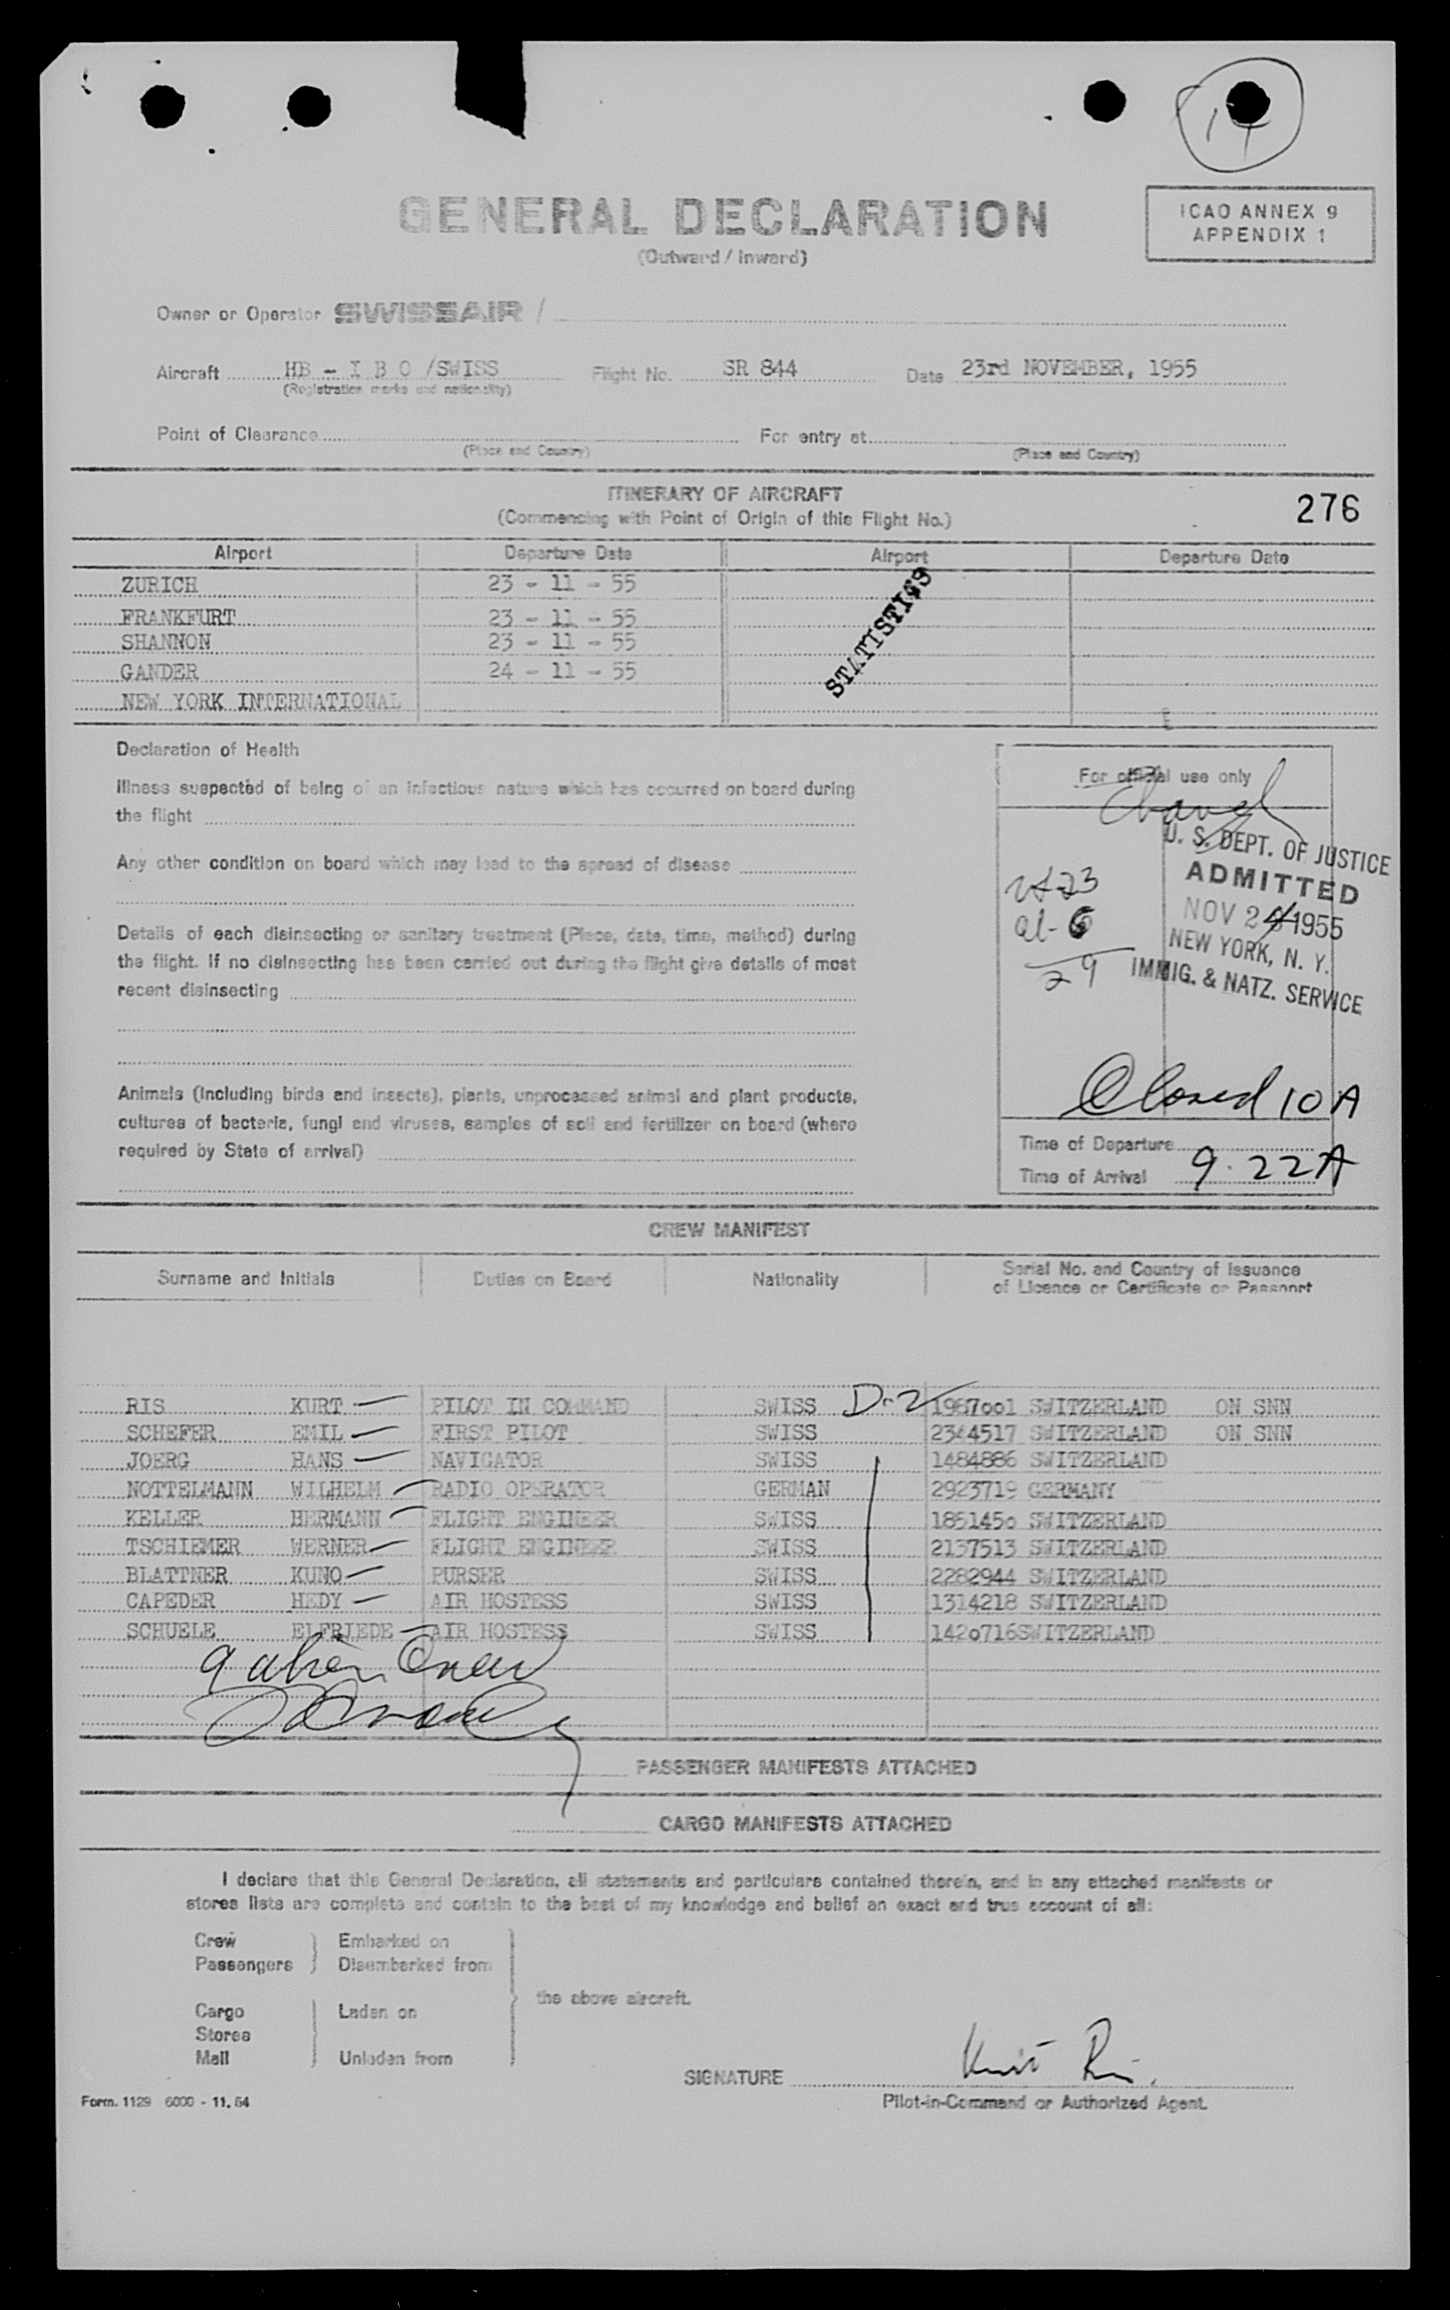 14
GENERAL DECLARATION
(Outward / Inward)
ICAO ANNEX 9
APPENDIX 1
Owner or Operator SWISSAIR /
Aircraft HB - I B O /SWISS Flight No. SR 844 Date 23rd NOVEMBER, 1955
(Registration marks and nationality)
Point of Clearance For entry at
(Place and Country) (Place and Country)
ITINERARY OF AIRCRAFT
(Commencing with Point of Origin of this Flight No.)
276
Airport Departure Date Airport Departure Date
ZURICH 23 - 11 - 55
FRANKFURT 23 - 11 - 55
SHANNON 23 - 11 - 55
GANDER 24 - 11 - 55
NEW YORK INTERNATIONAL
STATISTICS
Declaration of Health
Illness suspected of being of an infectious nature which has occurred on board during
the flight
Any other condition on board which may lead to the spread of disease
Details of each disinsecting or sanitary treatment (Place, date, time, method) during
the flight. If no disinsecting has been carried out during the flight give details of most
recent disinsecting
Animals (including birds and insects), plants, unprocessed animal and plant products,
cultures of bacteria, fungi and viruses, samples of soil and fertilizer on board (where
required by State of arrival)
For official use only
U. S. DEPT. OF JUSTICE
ADMITTED
NOV 24 1955
NEW YORK, N. Y.
IMMIG. & NATZ. SERVICE
us-23
al-6
29
Closed 10 A
Time of Departure
Time of Arrival 9.22A
CREW MANIFEST
Surname and Initials Duties on Board Nationality Serial No. and Country of Issuance
of Licence or Certificate or Passport
RIS KURT PILOT IN COMMAND SWISS D-2 1987001 SWITZERLAND ON SNN
SCHEFER EMIL FIRST PILOT SWISS 2344517 SWITZERLAND ON SNN
JOERG HANS NAVIGATOR SWISS 1484886 SWITZERLAND
NOTTELMANN WILHELM RADIO OPERATOR GERMAN 2923719 GERMANY
KELLER HERMANN FLIGHT ENGINEER SWISS 1851450 SWITZERLAND
TSCHIEMER WERNER FLIGHT ENGINEER SWISS 2137513 SWITZERLAND
BLATTNER KUNO PURSER SWISS 2282944 SWITZERLAND
CAPEDER HEDY AIR HOSTESS SWISS 1314218 SWITZERLAND
SCHUELE ELFRIEDE AIR HOSTESS SWISS 1420716SWITZERLAND
9 alien Crew
PASSENGER MANIFESTS ATTACHED
CARGO MANIFESTS ATTACHED
I declare that this General Declaration, all statements and particulars contained therein, and in any attached manifests or
stores lists are complete and contain to the best of my knowledge and belief an exact and true account of all:
Crew Embarked on
Passengers Disembarked from
the above aircraft.
Cargo Laden on
Stores
Mail Unladen from
SIGNATURE Kurt Ris.
Pilot-in-Command or Authorized Agent.
Form. 1129 6000 - 11. 54